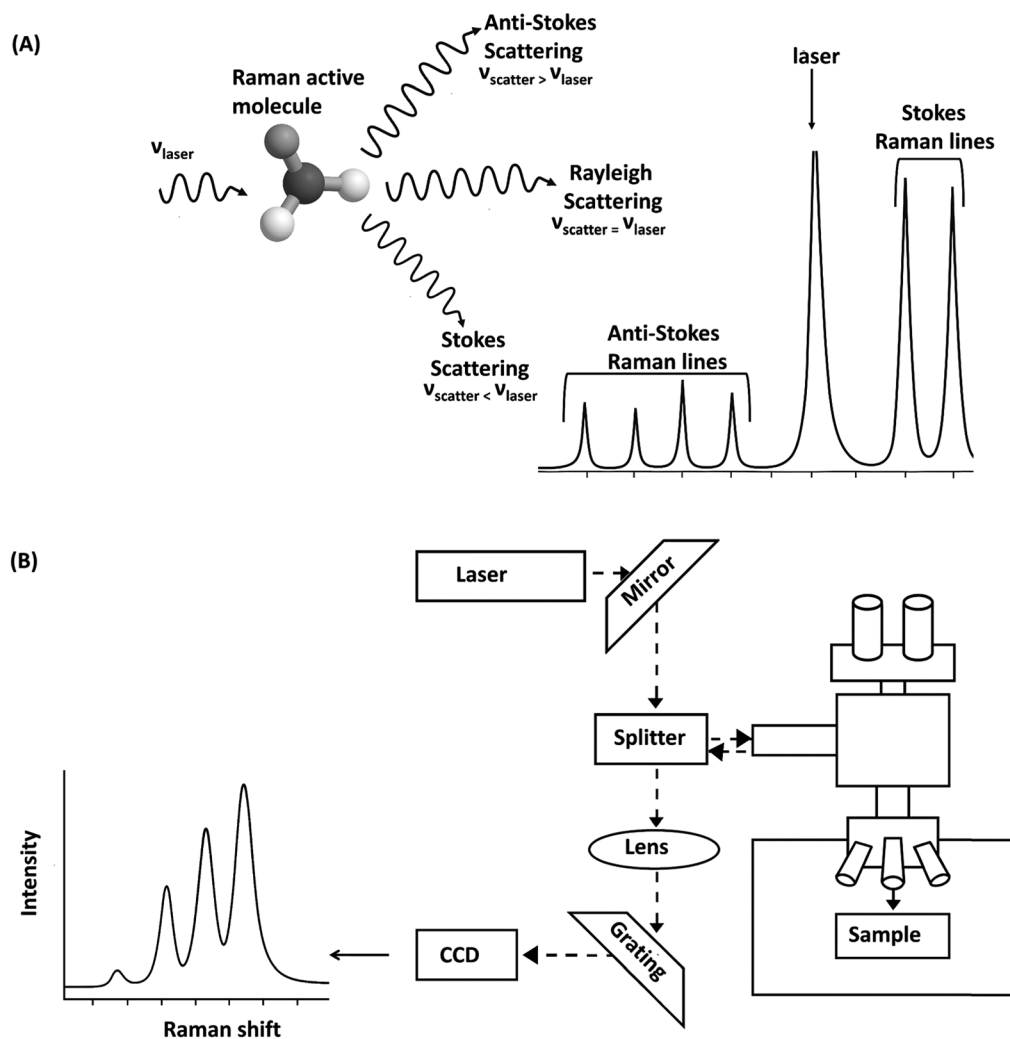 (A)
Anti-Stokes
Scattering
νscatter > νlaser
Raman active
molecule
νlaser
Rayleigh
Scattering
νscatter = νlaser
Stokes
Scattering
νscatter < νlaser
laser
Stokes
Raman lines
Anti-Stokes
Raman lines
(B)
Laser
Mirror
Splitter
Lens
Grating
CCD
Sample
Intensity
Raman shift